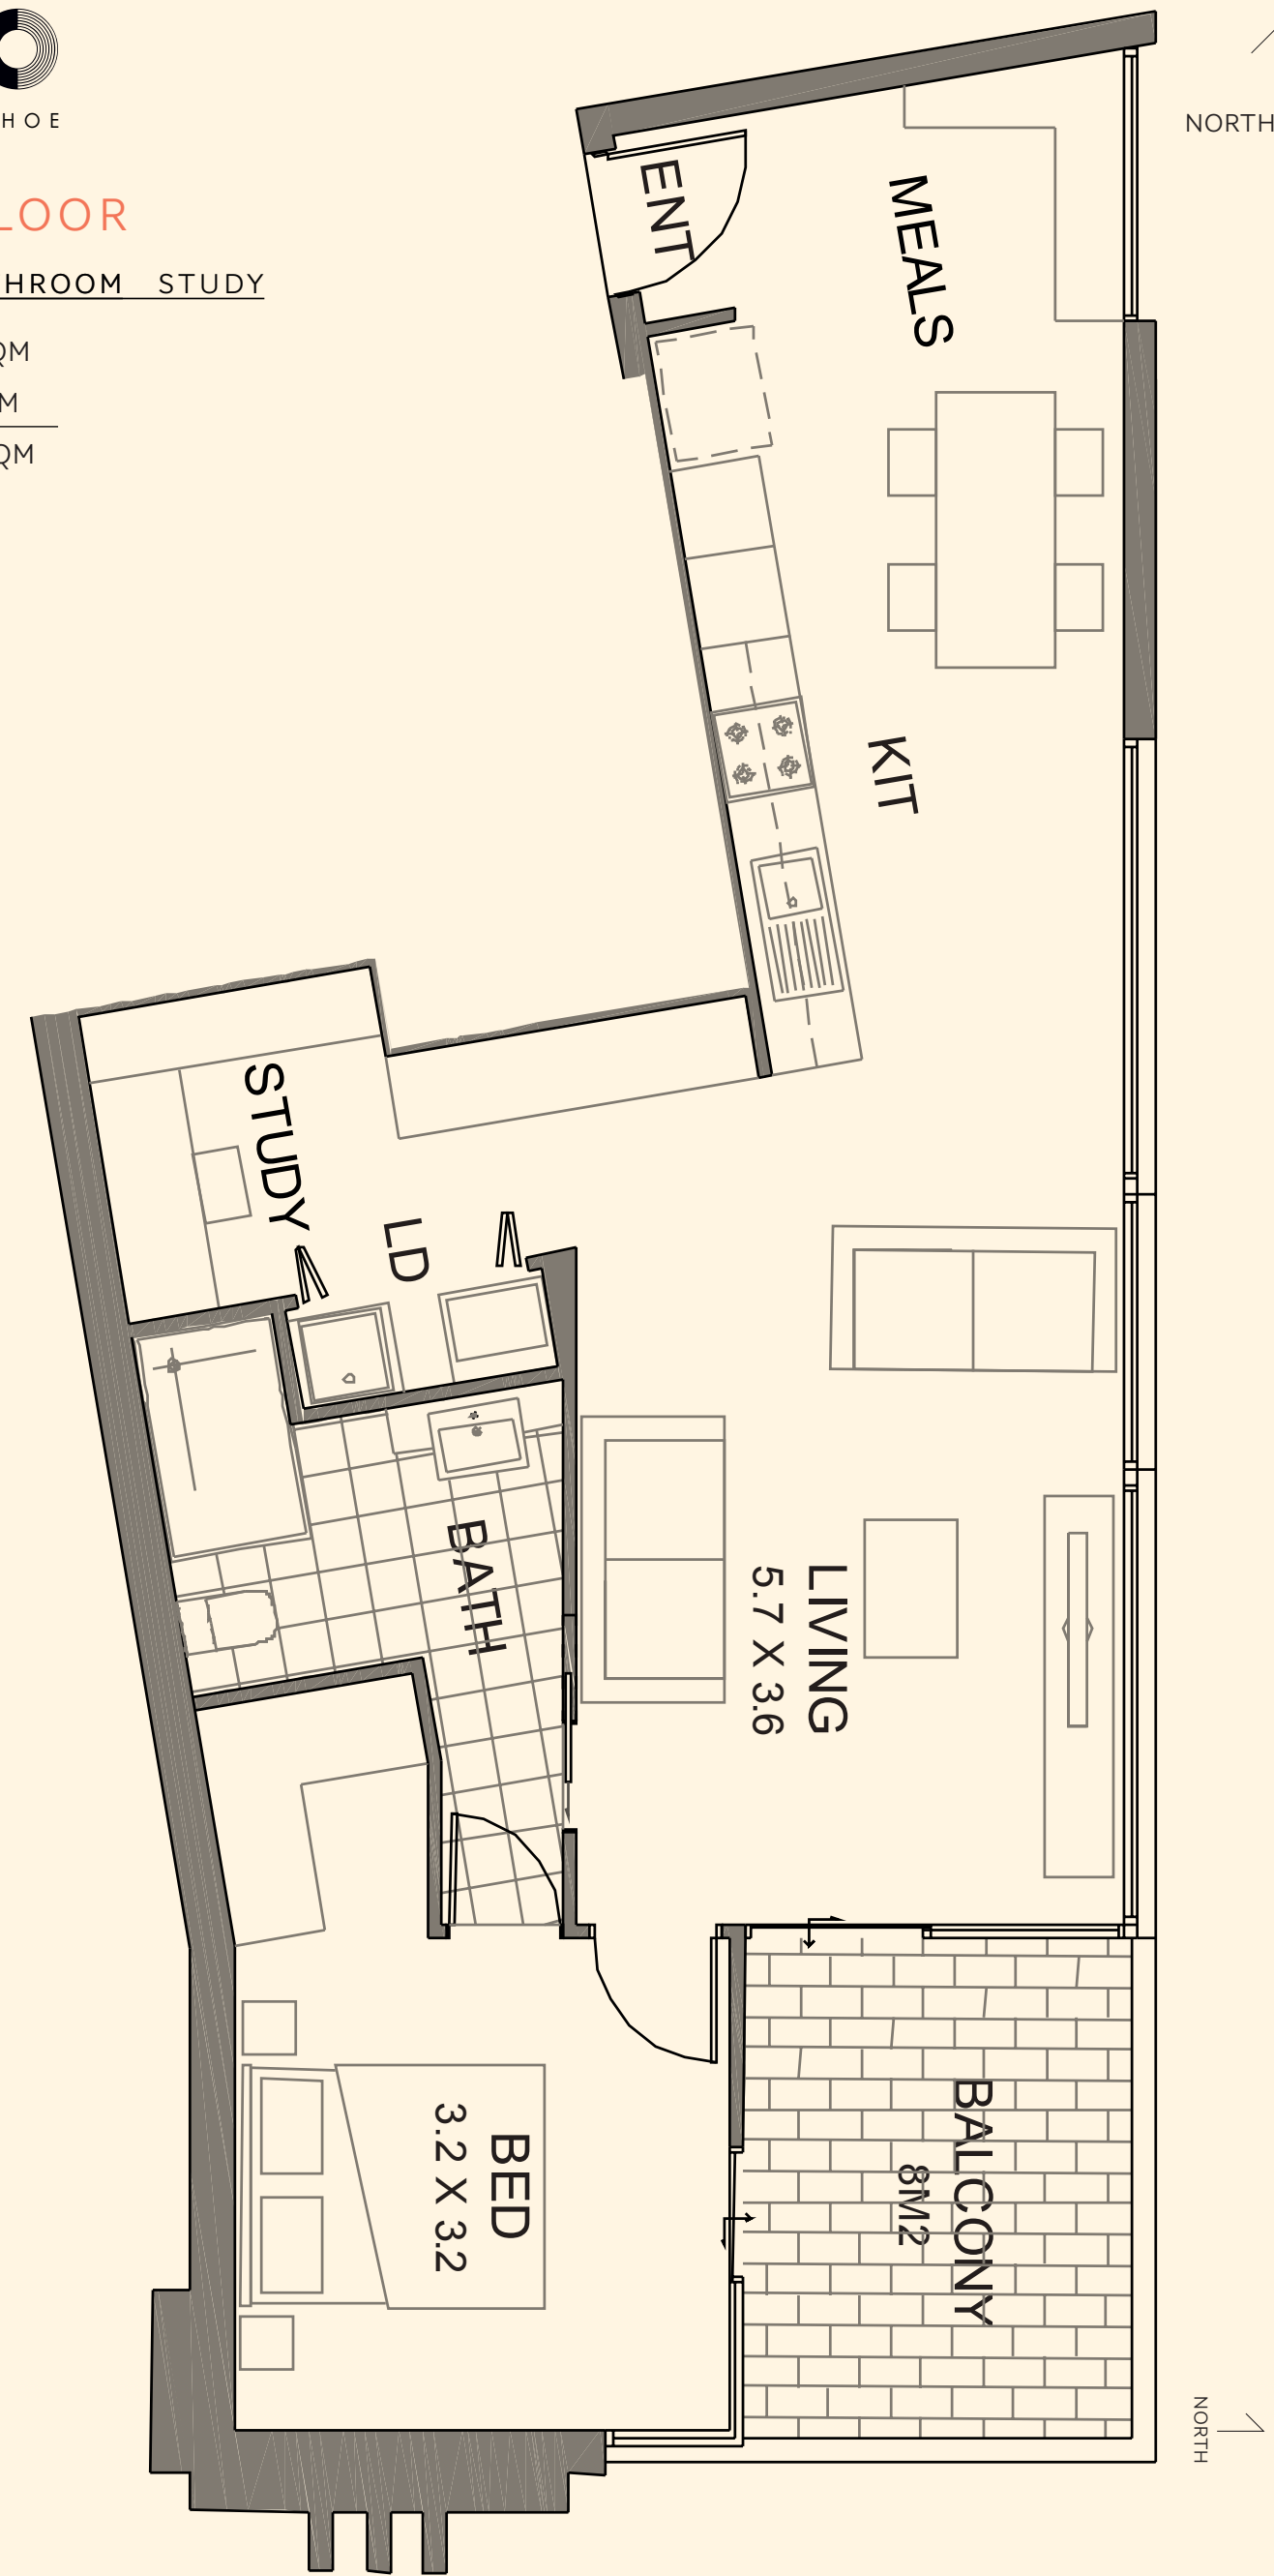 HOE
NORTH
LOOR
HROOM STUDY
QM
M
QM
ENT
MEALS
KIT
STUDY
LD
BATH
LIVING
5.7 X 3.6
BED
3.2 X 3.2
BALCONY
8M2
NORTH